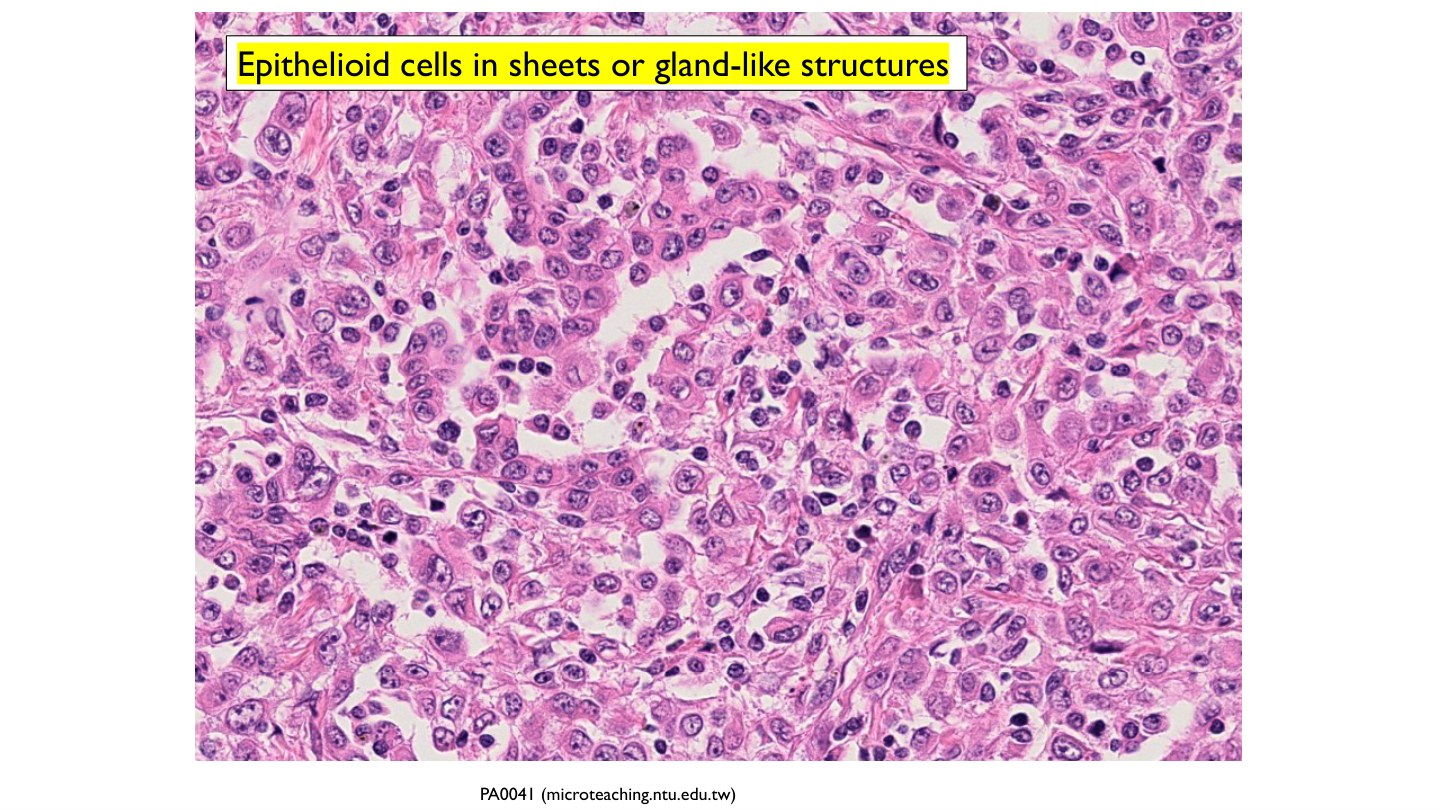 Epithelioid cells in sheets or gland-like structures
PA0041 (microteaching.ntu.edu.tw)